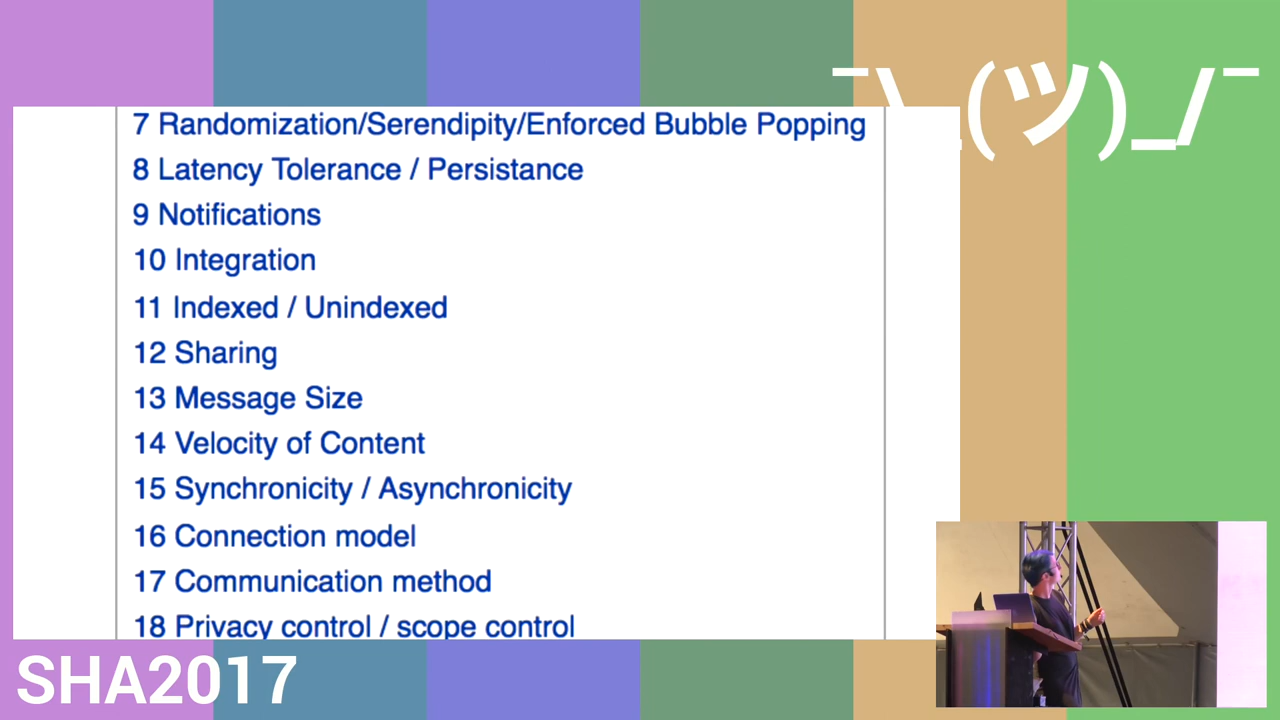 ¯\_(ツ)_/¯
7 Randomization/Serendipity/Enforced Bubble Popping
8 Latency Tolerance / Persistance
9 Notifications
10 Integration
11 Indexed / Unindexed
12 Sharing
13 Message Size
14 Velocity of Content
15 Synchronicity / Asynchronicity
16 Connection model
17 Communication method
18 Privacy control / scope control
SHA2017